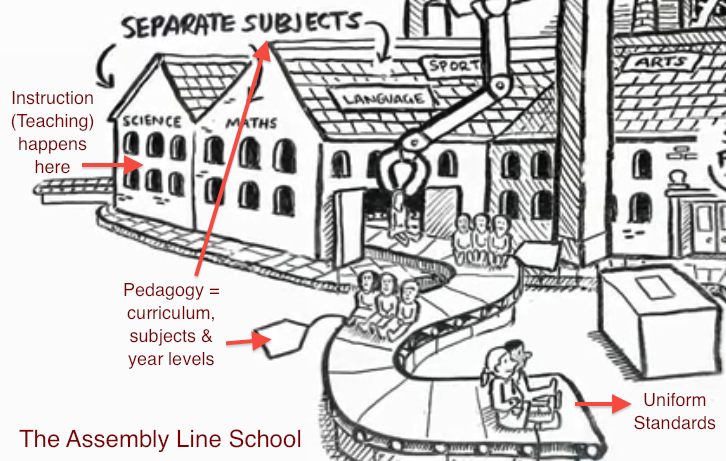 SEPARATE SUBJECTS
SPORT
ARTS
LANGUAGE
Instruction
(Teaching)
happens
here
SCIENCE
MATHS
Pedagogy =
curriculum,
subjects &
year levels
Uniform
Standards
The Assembly Line School